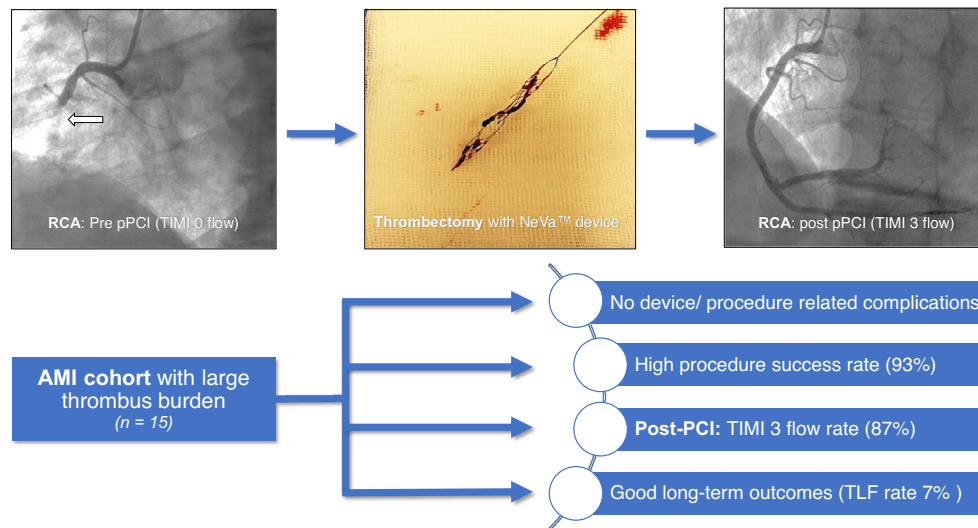 RCA: Pre pPCI (TIMI 0 flow)
Thrombectomy with NeVa™ device
RCA: post pPCI (TIMI 3 flow)
AMI cohort with large
thrombus burden
(n = 15)
No device/ procedure related complications
High procedure success rate (93%)
Post-PCI: TIMI 3 flow rate (87%)
Good long-term outcomes (TLF rate 7% )